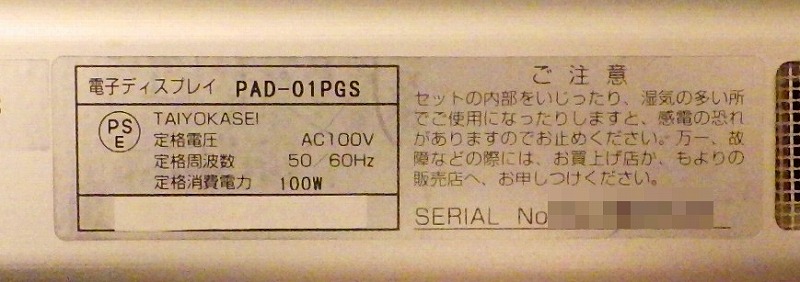 電子ディスプレイ PAD-01PGS
PS
E
TAIYOKASEI
定格電圧 AC100V
定格周波数 50/60Hz
定格消費電力 100W
ご注意
セットの内部をいじったり、湿気の多い所
でご使用になったりしますと、感電の恐れ
がありますのでお止めください。万一、故
障などの際には、お買上げ店か、もよりの
販売店へ、お申しつけください。
SERIAL No